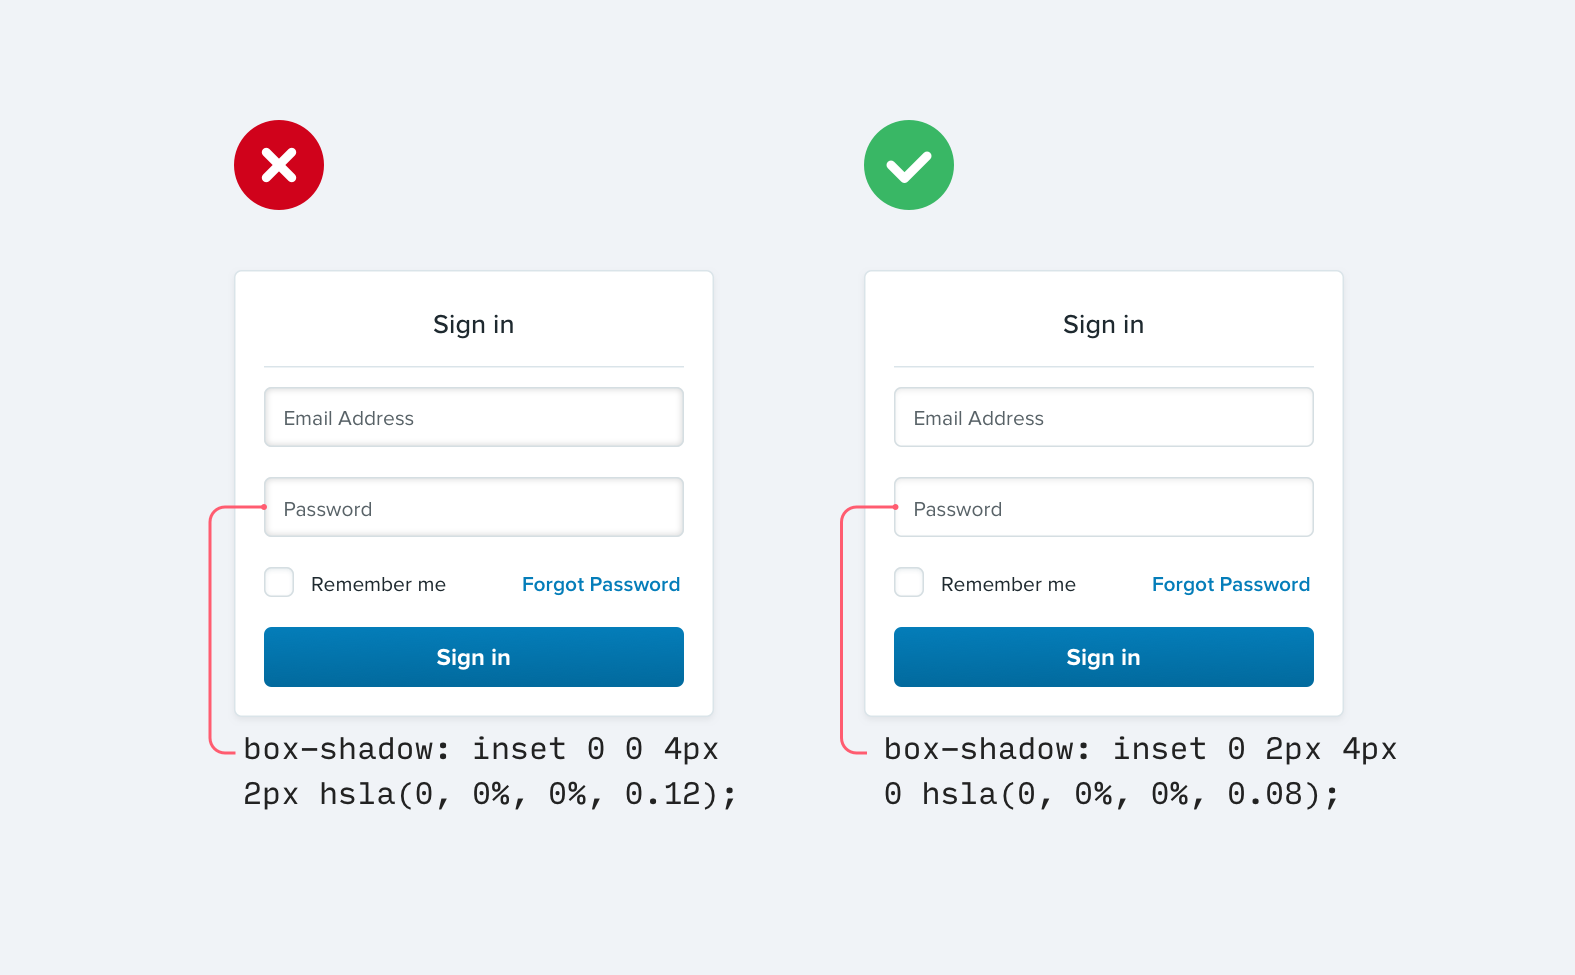 Sign in
Email Address
Password
Remember me
Forgot Password
Sign in
box-shadow: inset 0 0 4px
2px hsla(0, 0%, 0%, 0.12);
Sign in
Email Address
Password
Remember me
Forgot Password
Sign in
box-shadow: inset 0 2px 4px
0 hsla(0, 0%, 0%, 0.08);